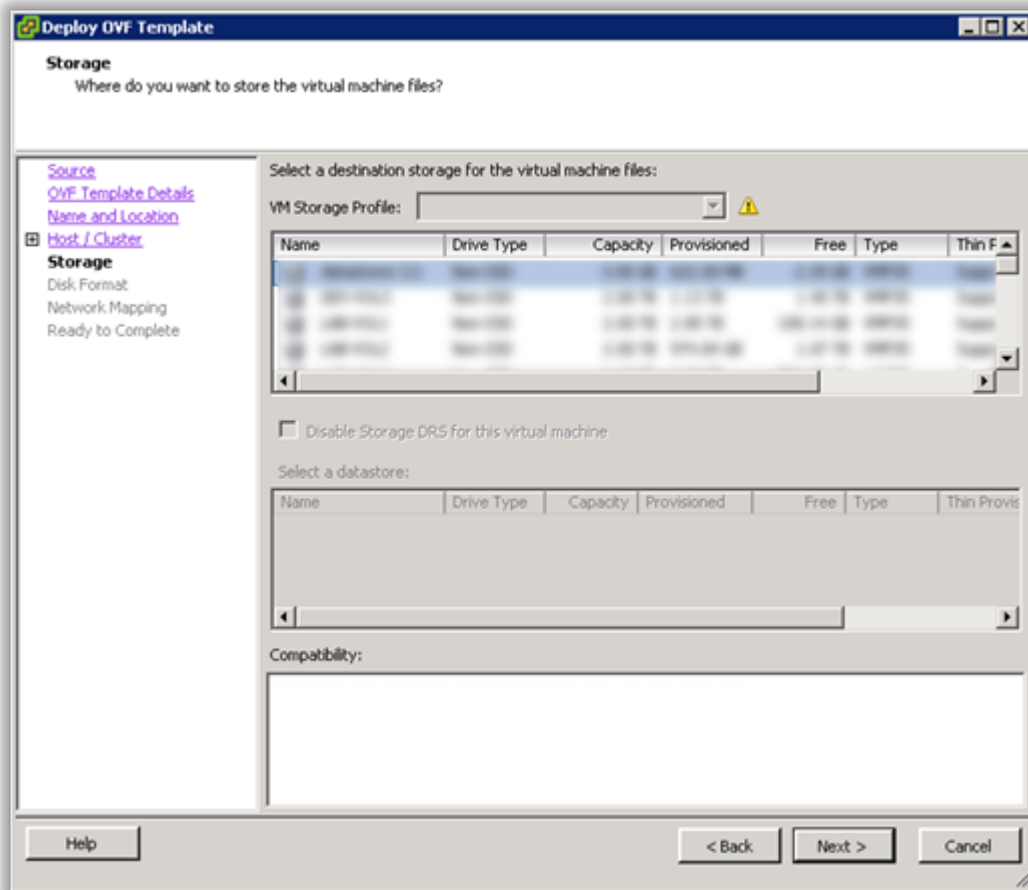 Deploy OVF Template
Storage
Where do you want to store the virtual machine files?
Source
OVF Template Details
Name and Location
Host / Cluster
Storage
Disk Format
Network Mapping
Ready to Complete
Select a destination storage for the virtual machine files:
VM Storage Profile:
Name Drive Type Capacity Provisioned Free Type Thin P
Disable Storage DRS for this virtual machine
Select a datastore:
Name Drive Type Capacity Provisioned Free Type Thin Provis
Compatibility:
Help < Back Next > Cancel